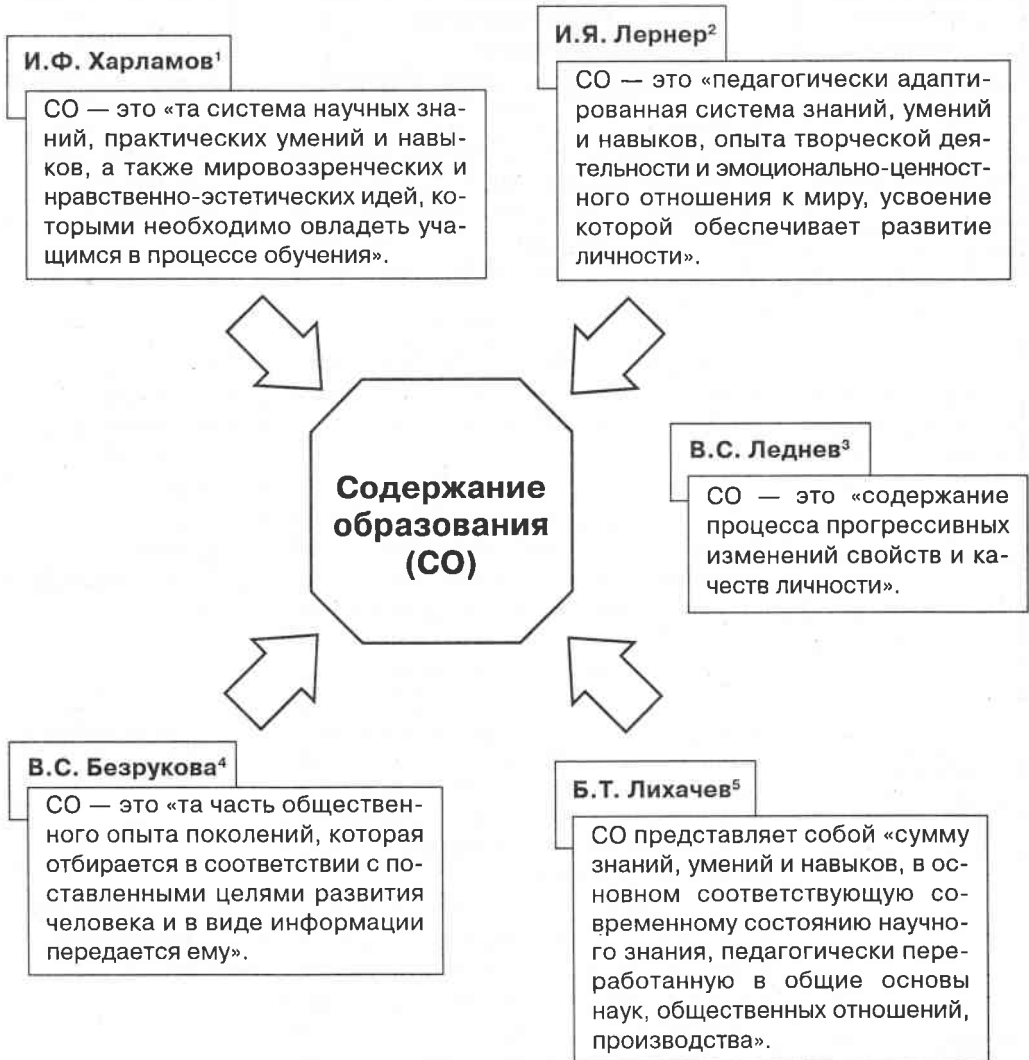 И.Ф. Харламов¹
СО — это «та система научных зна-
ний, практических умений и навы-
ков, а также мировоззренческих и
нравственно-эстетических идей, ко-
торыми необходимо овладеть уча-
щимся в процессе обучения».
И.Я. Лернер²
СО — это «педагогически адапти-
рованная система знаний, умений
и навыков, опыта творческой дея-
тельности и эмоционально-ценност-
ного отношения к миру, усвоение
которой обеспечивает развитие
личности».
Содержание
образования
(СО)
В.С. Леднев³
СО — это «содержание
процесса прогрессивных
изменений свойств и ка-
честв личности».
В.С. Безрукова⁴
СО — это «та часть обществен-
ного опыта поколений, которая
отбирается в соответствии с по-
ставленными целями развития
человека и в виде информации
передается ему».
Б.Т. Лихачев⁵
СО представляет собой «сумму
знаний, умений и навыков, в ос-
новном соответствующую со-
временному состоянию научно-
го знания, педагогически пере-
работанную в общие основы
наук, общественных отношений,
производства».